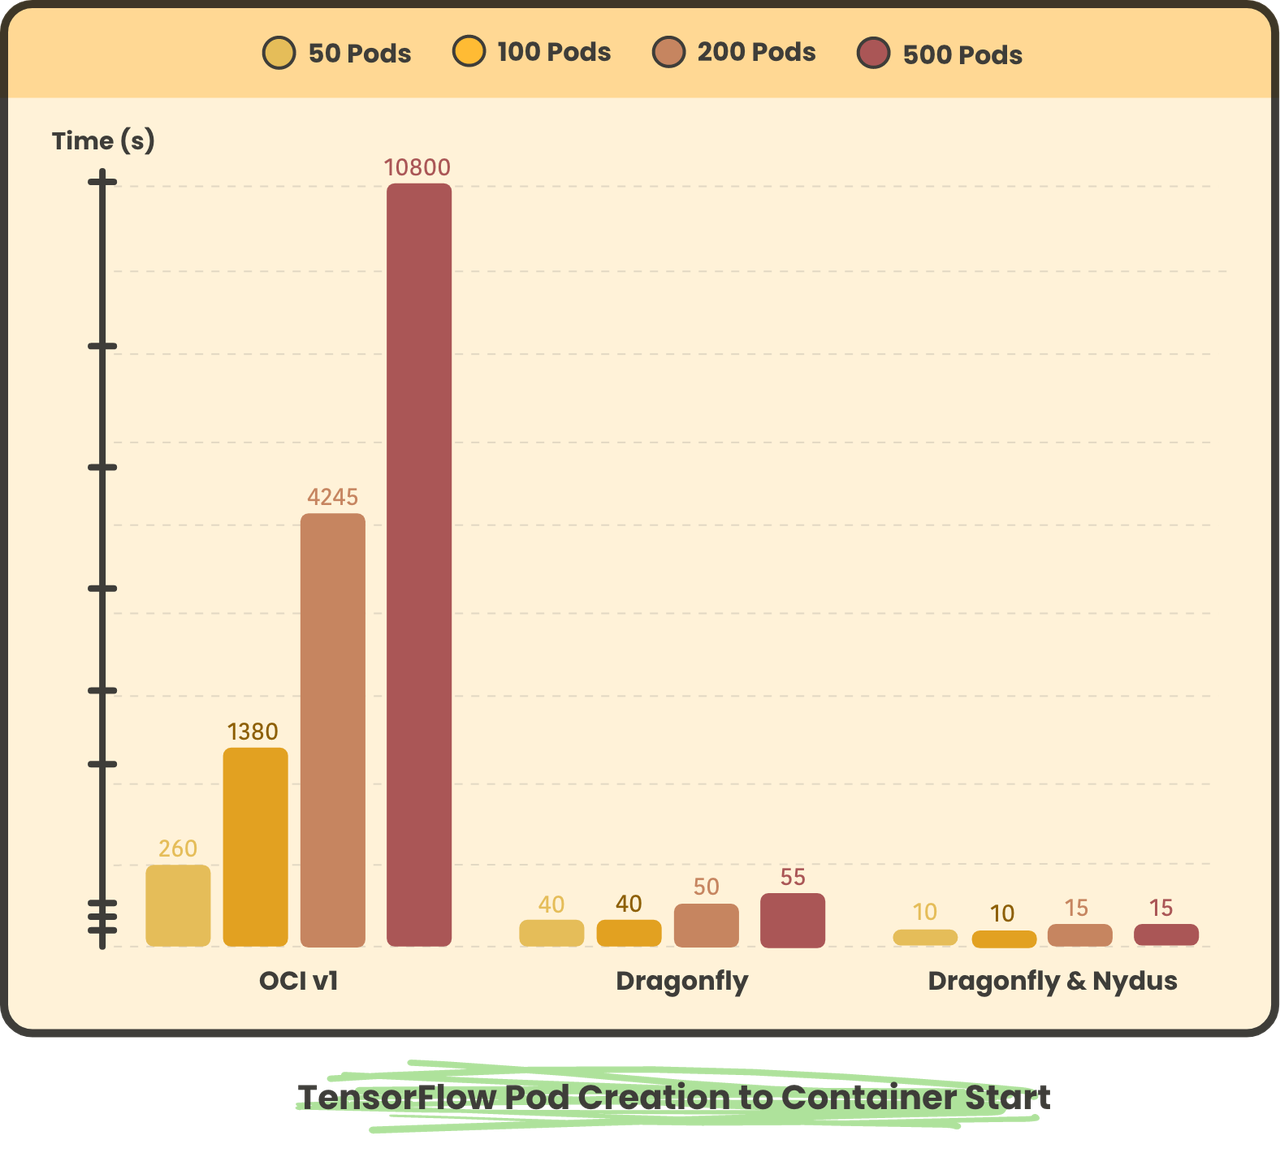 50 Pods 100 Pods 200 Pods 500 Pods
Time (s)
10800
4245
1380
260
55
50
40 40
10 10 15 15
OCI v1 Dragonfly Dragonfly & Nydus
TensorFlow Pod Creation to Container Start